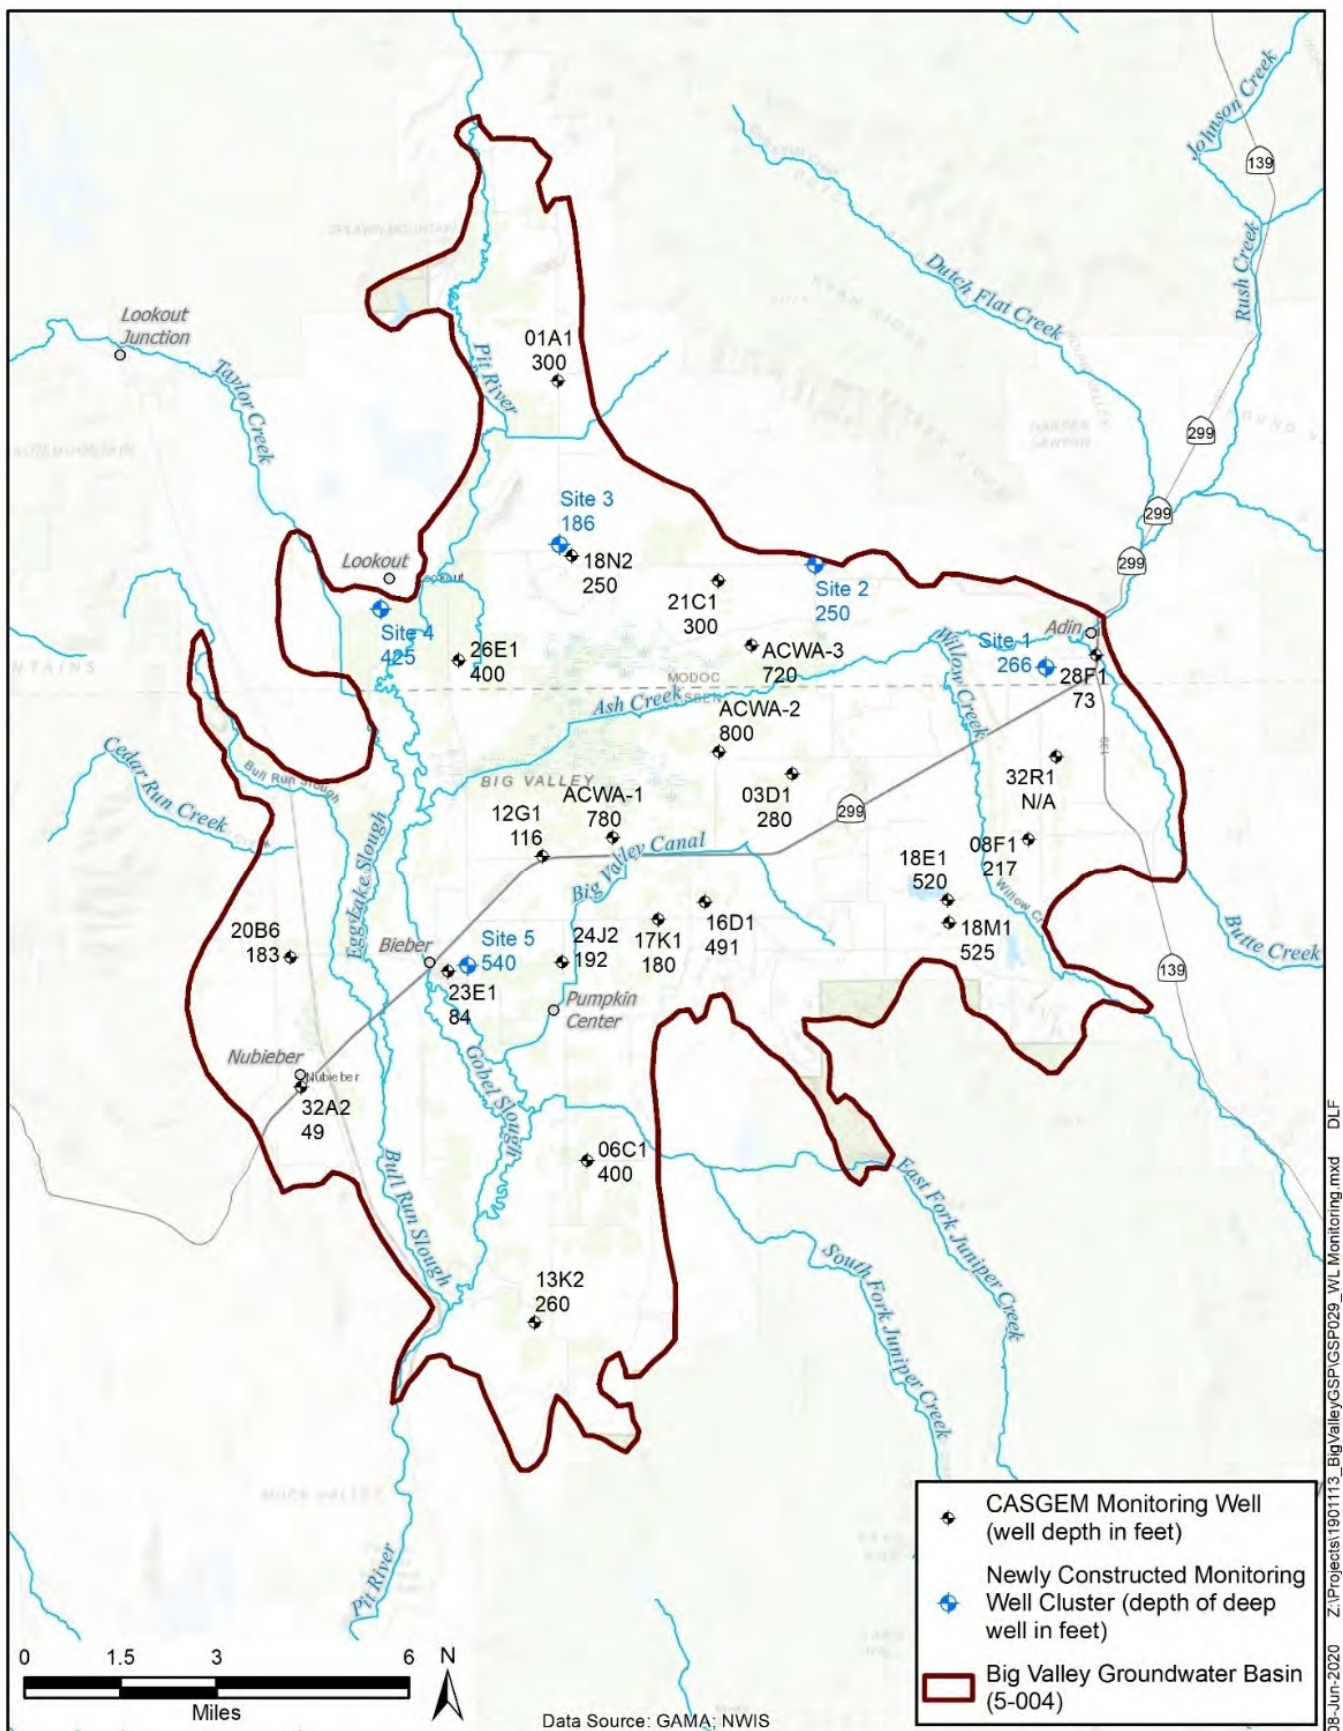 Johnson Creek
139
Dutch Flat Creek
Rush Creek
Lookout
Junction
Taylor Creek
Pit River
01A1
300
299
Site 3
186
299
18N2
250
Lookout
299
21C1
300
Site 2
250
Site 4
425
26E1
400
Adin
Site 1
266
28F1
73
ACWA-3
720
MODOC
Willow Creek
Ash Creek
ACWA-2
800
139
Cedar Run Creek
Bull Run Slough
BIG VALLEY
32R1
N/A
03D1
280
299
12G1
116
ACWA-1
780
Big Valley Canal
08F1
217
18E1
520
Egg Lake Slough
18M1
525
16D1
491
17K1
180
Butte Creek
20B6
183
Bieber
Site 5
540
24J2
192
139
23E1
84
Pumpkin
Center
Nubieber
Nubieber
Gobel Slough
32A2
49
06C1
400
Bull Run Slough
East Fork Juniper Creek
South Fork Juniper Creek
13K2
260
Pit River
CASGEM Monitoring Well
(well depth in feet)
Newly Constructed Monitoring
Well Cluster (depth of deep
well in feet)
Big Valley Groundwater Basin
(5-004)
0 1.5 3 6
Miles
N
Data Source: GAMA; NWIS
8-Jun-2020 Z:\Projects\1901113_BigValleyGSP\GSP029_WL Monitoring.mxd DLF